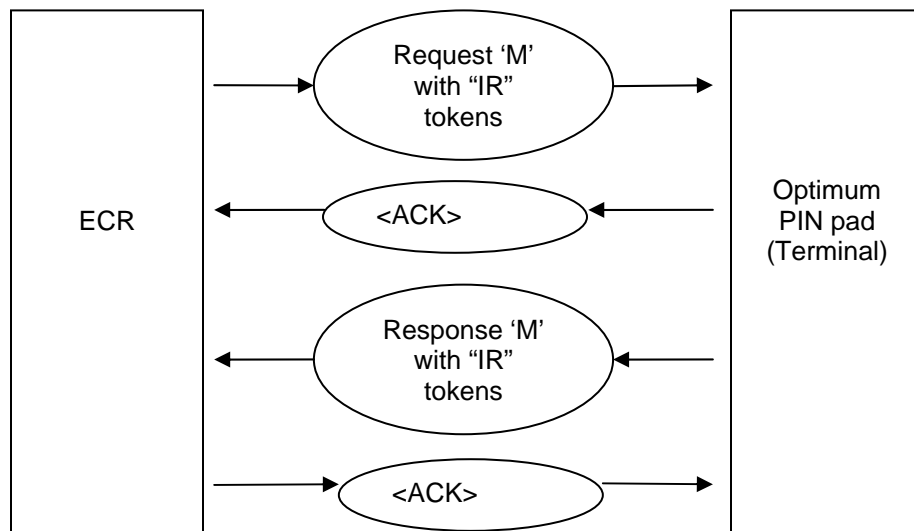 Request ‘M’
with “IR”
tokens
ECR
<ACK>
Optimum
PIN pad
(Terminal)
Response ‘M’
with “IR”
tokens
<ACK>